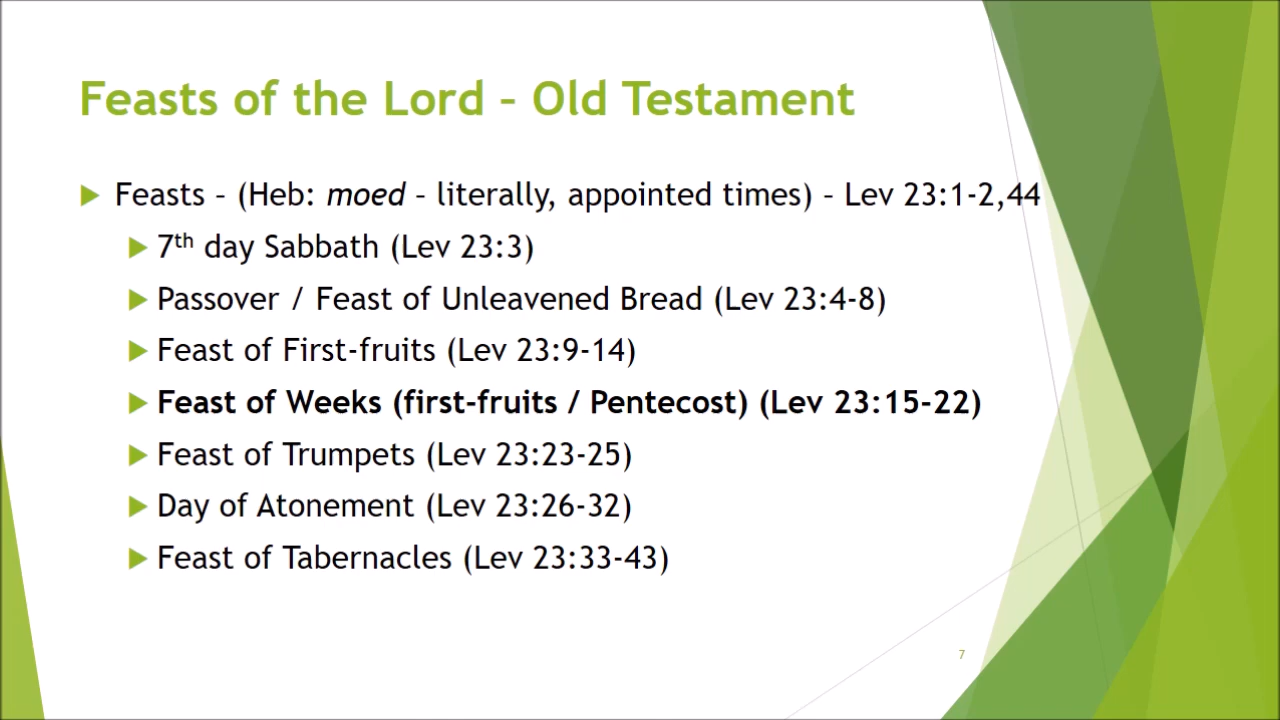 Feasts of the Lord – Old Testament
Feasts – (Heb: moed – literally, appointed times) – Lev 23:1-2,44
7th day Sabbath (Lev 23:3)
Passover / Feast of Unleavened Bread (Lev 23:4-8)
Feast of First-fruits (Lev 23:9-14)
Feast of Weeks (first-fruits / Pentecost) (Lev 23:15-22)
Feast of Trumpets (Lev 23:23-25)
Day of Atonement (Lev 23:26-32)
Feast of Tabernacles (Lev 23:33-43)
7